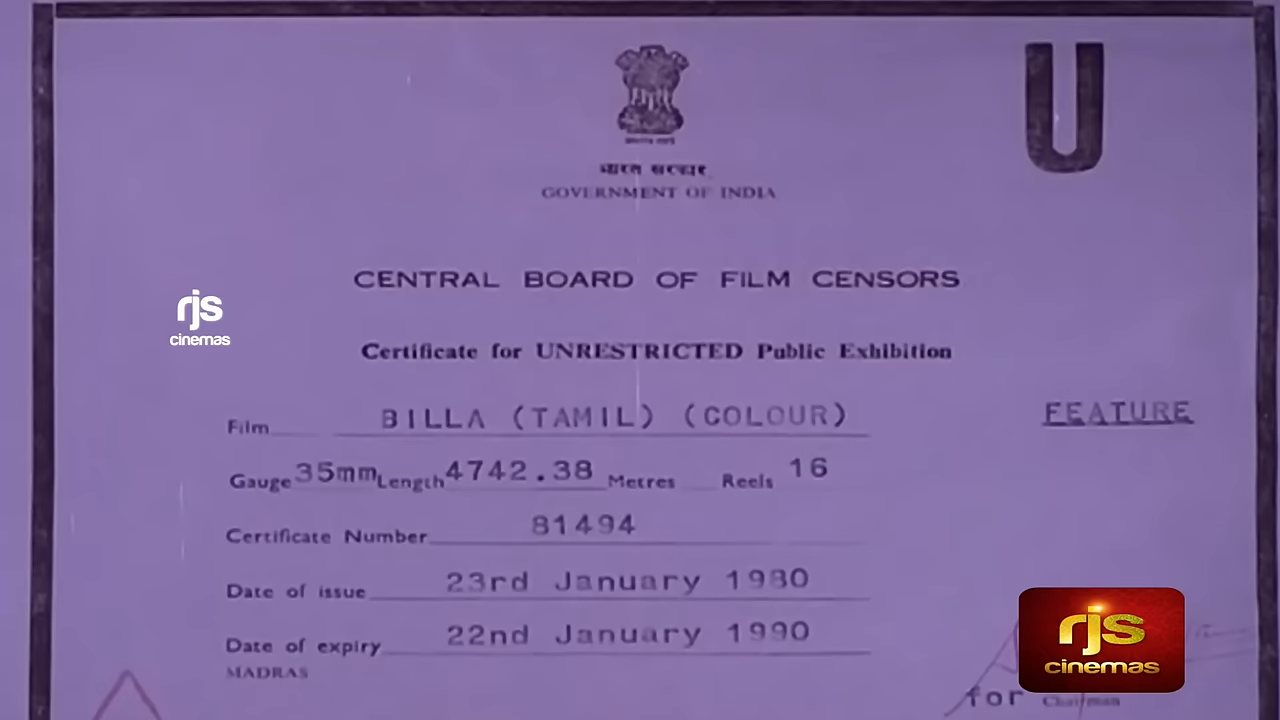 U
भारत सरकार
GOVERNMENT OF INDIA
CENTRAL BOARD OF FILM CENSORS
rjs
cinemas
Certificate for UNRESTRICTED Public Exhibition
Film BILLA (TAMIL) (COLOUR)
FEATURE
Gauge 35mm Length 4742.38 Metres Reels 16
Certificate Number 81494
Date of issue 23rd January 1980
Date of expiry 22nd January 1990
MADRAS
rjs
cinemas
for Chairman